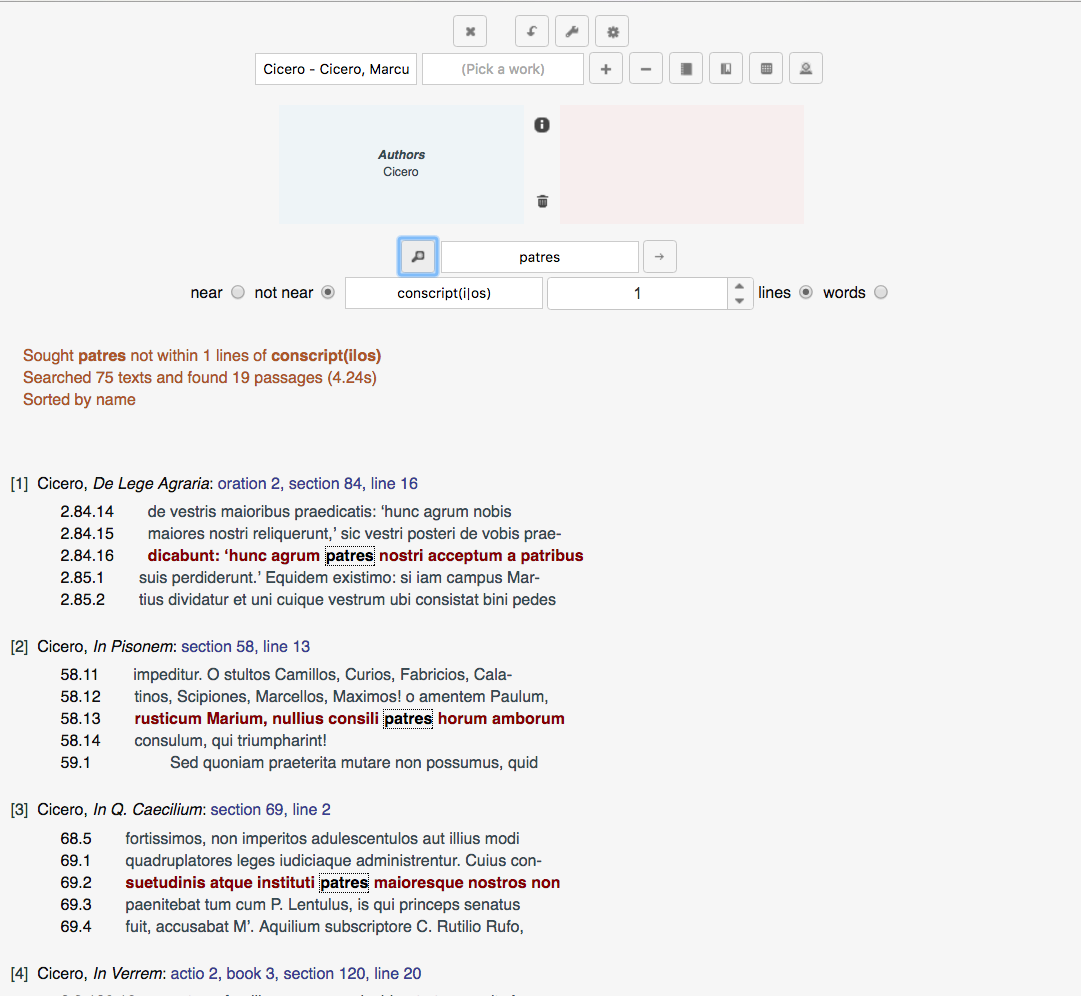 Cicero - Cicero, Marcu (Pick a work)
Authors
Cicero
patres
near not near conscript(i|os) 1 lines words
Sought patres not within 1 lines of conscript(ilos)
Searched 75 texts and found 19 passages (4.24s)
Sorted by name
[1] Cicero, De Lege Agraria: oration 2, section 84, line 16
2.84.14 de vestris maioribus praedicatis: ‘hunc agrum nobis
2.84.15 maiores nostri reliquerunt,’ sic vestri posteri de vobis prae-
2.84.16 dicabunt: ‘hunc agrum patres nostri acceptum a patribus
2.85.1 suis perdiderunt.’ Equidem existimo: si iam campus Mar-
2.85.2 tius dividatur et uni cuique vestrum ubi consistat bini pedes
[2] Cicero, In Pisonem: section 58, line 13
58.11 impeditur. O stultos Camillos, Curios, Fabricios, Cala-
58.12 tinos, Scipiones, Marcellos, Maximos! o amentem Paulum,
58.13 rusticum Marium, nullius consili patres horum amborum
58.14 consulum, qui triumpharint!
59.1 Sed quoniam praeterita mutare non possumus, quid
[3] Cicero, In Q. Caecilium: section 69, line 2
68.5 fortissimos, non imperitos adulescentulos aut illius modi
69.1 quadruplatores leges iudiciaque administrentur. Cuius con-
69.2 suetudinis atque instituti patres maioresque nostros non
69.3 paenitebat tum cum P. Lentulus, is qui princeps senatus
69.4 fuit, accusabat M’. Aquilium subscriptore C. Rutilio Rufo,
[4] Cicero, In Verrem: actio 2, book 3, section 120, line 20